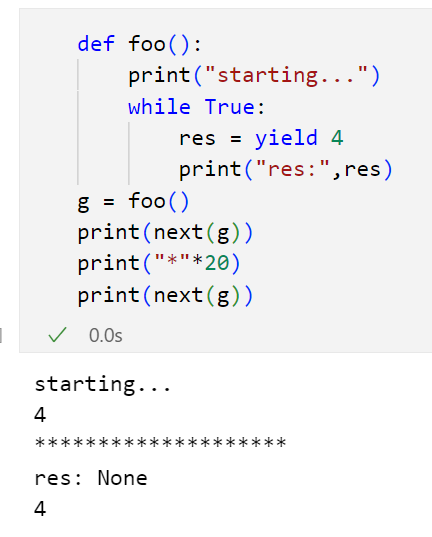 def foo():
    print("starting...")
    while True:
        res = yield 4
        print("res:",res)
g = foo()
print(next(g))
print("*"*20)
print(next(g))
0.0s
starting...
4
********************
res: None
4